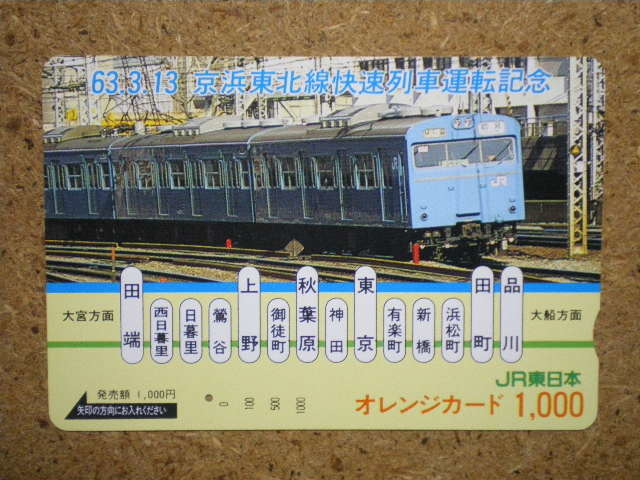 63.3.13 京浜東北線快速列車運転記念
JR
大宮方面
田端
西日暮里
日暮里
鶯谷
上野
御徒町
秋葉原
神田
東京
有楽町
新橋
浜松町
田町
品川
大船方面
JR東日本
発売額 1,000円
矢印の方向にお入れください
0
100
500
1000
オレンジカード 1,000